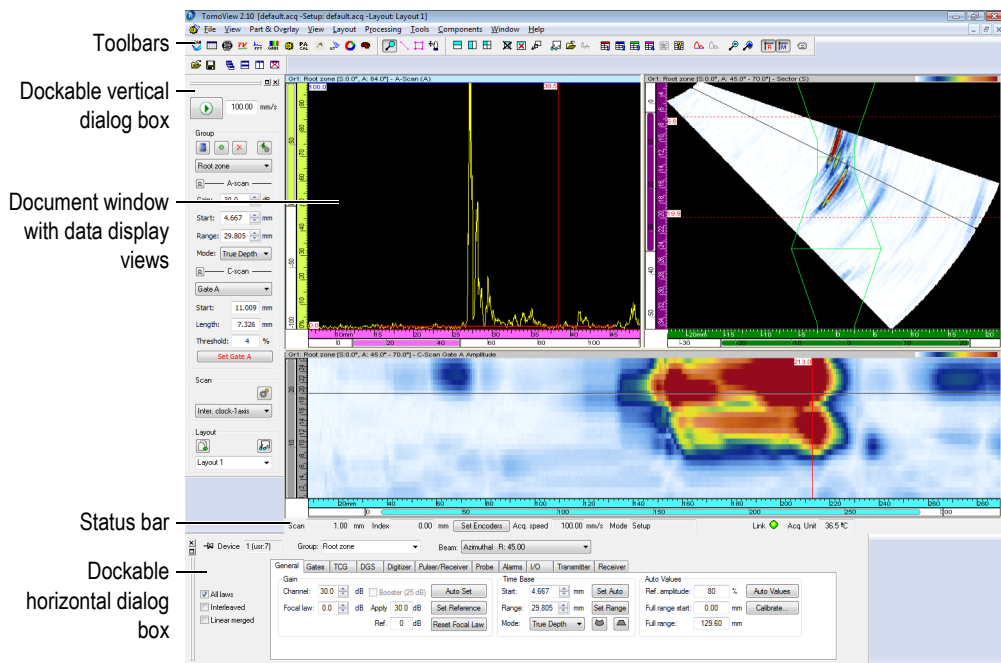 TomoView 2.10 [default.acq -Setup: default.acq -Layout: Layout 1]
File View Part & Overlay View Layout Processing Tools Components Window Help
Toolbars
Dockable vertical
dialog box
Document window
with data display
views
Status bar
Dockable
horizontal dialog
box
100.00 mm/s
Group
Root zone
A-scan
Gain: 30.0 dB
Start: 4.667 mm
Range: 29.805 mm
Mode: True Depth
C-scan
Gate A
Start: 11.009 mm
Length: 7.326 mm
Threshold: 4 %
Set Gate A
Scan
Inter. clock-1axis
Layout
Layout 1
Gr1: Root zone [S:0.0°, A: 64.0°] - A-Scan (A)
100.0
0.0
Gr1: Root zone [S:0.0°, A: 45.0° - 70.0°] - Sector (S)
Gr1: Root zone [S:0.0°, A: 45.0° - 70.0°] - C-Scan Gate A Amplitude
213.0
Scan 1.00 mm Index 0.00 mm Set Encoders Acq. speed 100.00 mm/s Mode Setup Link Acq. Unit 36.5 °C
Device 1 (usr:7) Group: Root zone Beam: Azimuthal R: 45.00
General Gates TCG DGS Digitizer Pulser/Receiver Probe Alarms I/O Transmitter Receiver
All laws
Interleaved
Linear merged
Gain
Channel: 30.0 dB Booster (25 dB) Auto Set
Focal law: 0.0 dB Apply 30.0 dB Set Reference
Ref. 0 dB Reset Focal Law
Time Base
Start: 4.667 mm Set Auto
Range: 29.805 mm Set Range
Mode: True Depth
Auto Values
Ref. amplitude: 80 % Auto Values
Full range start: 0.00 mm Calibrate...
Full range: 129.60 mm